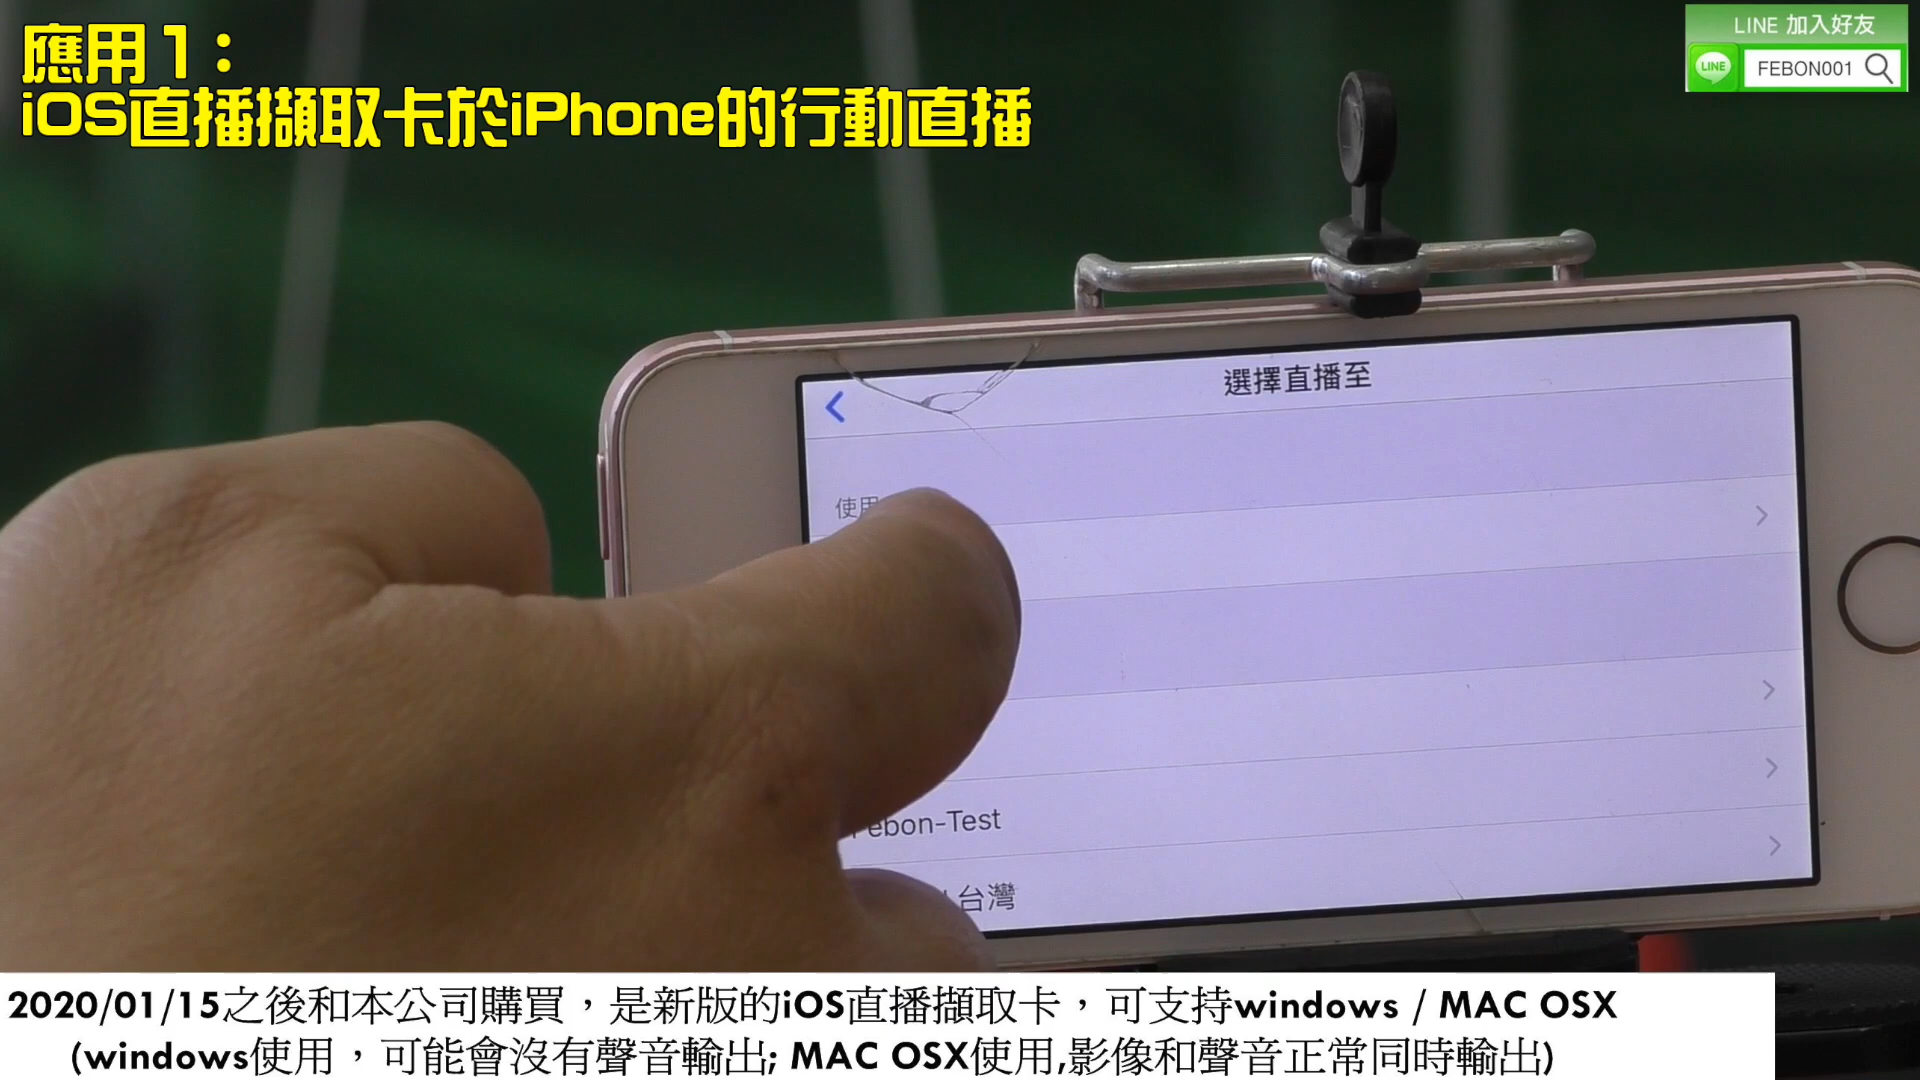 應用1：
iOS直播擷取卡於iPhone的行動直播
LINE 加入好友
LINE
FEBON001
選擇直播至
使用
ebon-Test
台灣
2020/01/15之後和本公司購買，是新版的iOS直播擷取卡，可支持windows / MAC OSX
(windows使用，可能會沒有聲音輸出; MAC OSX使用,影像和聲音正常同時輸出)